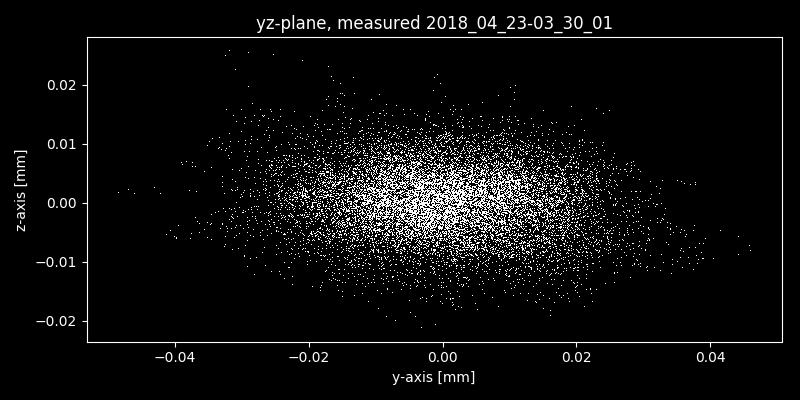 yz-plane, measured 2018_04_23-03_30_01
0.02
0.01
0.00
−0.01
−0.02
z-axis [mm]
−0.04 −0.02 0.00 0.02 0.04
y-axis [mm]